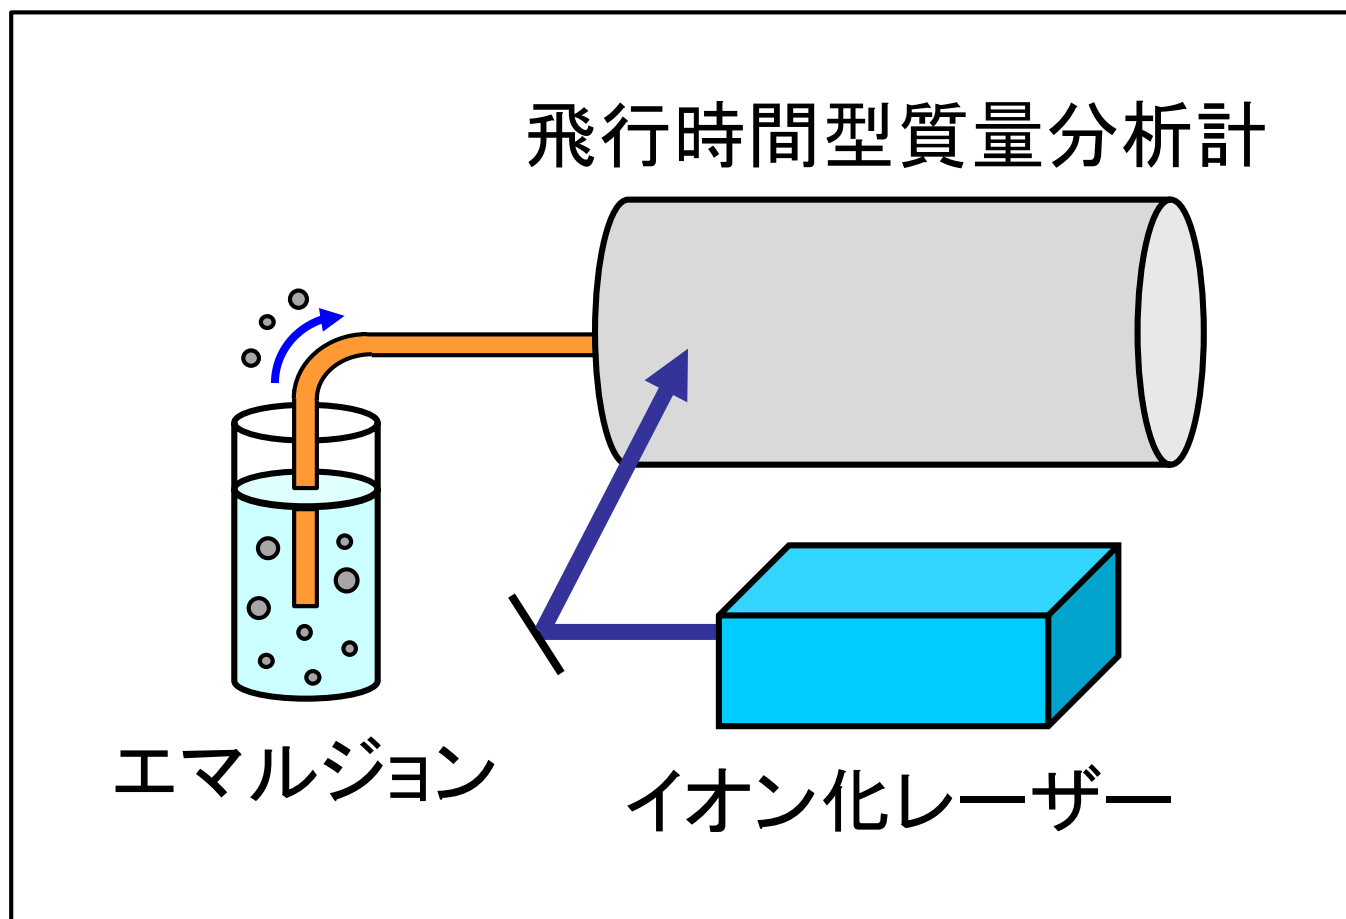 飛行時間型質量分析計
エマルジョン
イオン化レーザー